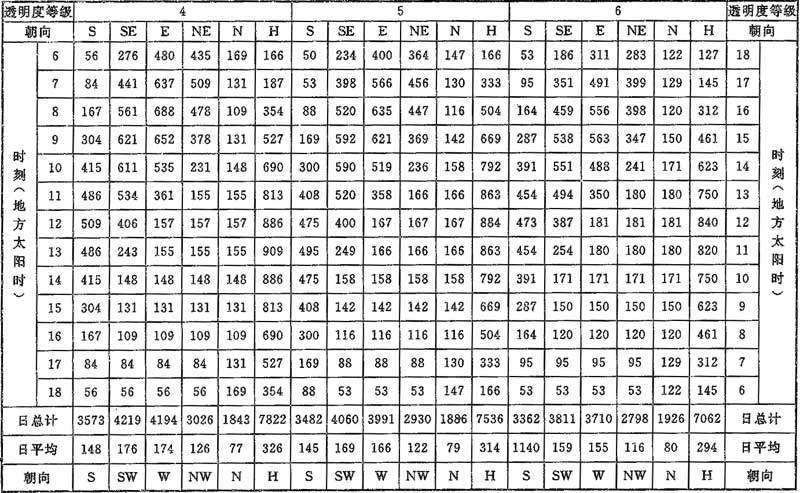 透明度等级 4 5 6 透明度等级
朝向 S SE E NE N H S SE E NE N H S SE E NE N H 朝向
时刻(地方太阳时) 时刻(地方太阳时)
6 56 276 480 435 169 166 50 234 400 364 147 166 53 186 311 283 122 127 18
7 84 441 637 509 131 187 53 398 566 456 130 333 95 351 491 399 129 145 17
8 167 561 688 478 109 354 88 520 635 447 116 504 164 459 556 398 120 312 16
9 304 621 652 378 131 527 169 592 621 369 142 669 287 538 563 347 150 461 15
10 415 611 535 231 148 690 300 590 519 236 158 792 391 551 488 241 171 623 14
11 486 534 361 155 155 813 408 520 358 166 166 863 454 494 350 180 180 750 13
12 509 406 157 157 157 886 475 400 167 167 167 884 473 387 181 181 181 840 12
13 486 243 155 155 155 909 495 249 166 166 166 863 454 254 180 180 180 820 11
14 415 148 148 148 148 886 475 158 158 158 158 792 391 171 171 171 171 750 10
15 304 131 131 131 131 813 408 142 142 142 142 669 287 150 150 150 150 623 9
16 167 109 109 109 109 690 300 116 116 116 116 504 164 120 120 120 120 461 8
17 84 84 84 84 131 527 169 88 88 88 130 333 95 95 95 95 129 312 7
18 56 56 56 56 169 354 88 53 53 53 147 166 53 53 53 53 122 145 6
日总计 3573 4219 4194 3026 1843 7822 3482 4060 3991 2930 1886 7536 3362 3811 3710 2798 1926 7062 日总计
日平均 148 176 174 126 77 326 145 169 166 122 79 314 1140 159 155 116 80 294 日平均
朝向 S SW W NW N H S SW W NW N H S SW W NW N H 朝向